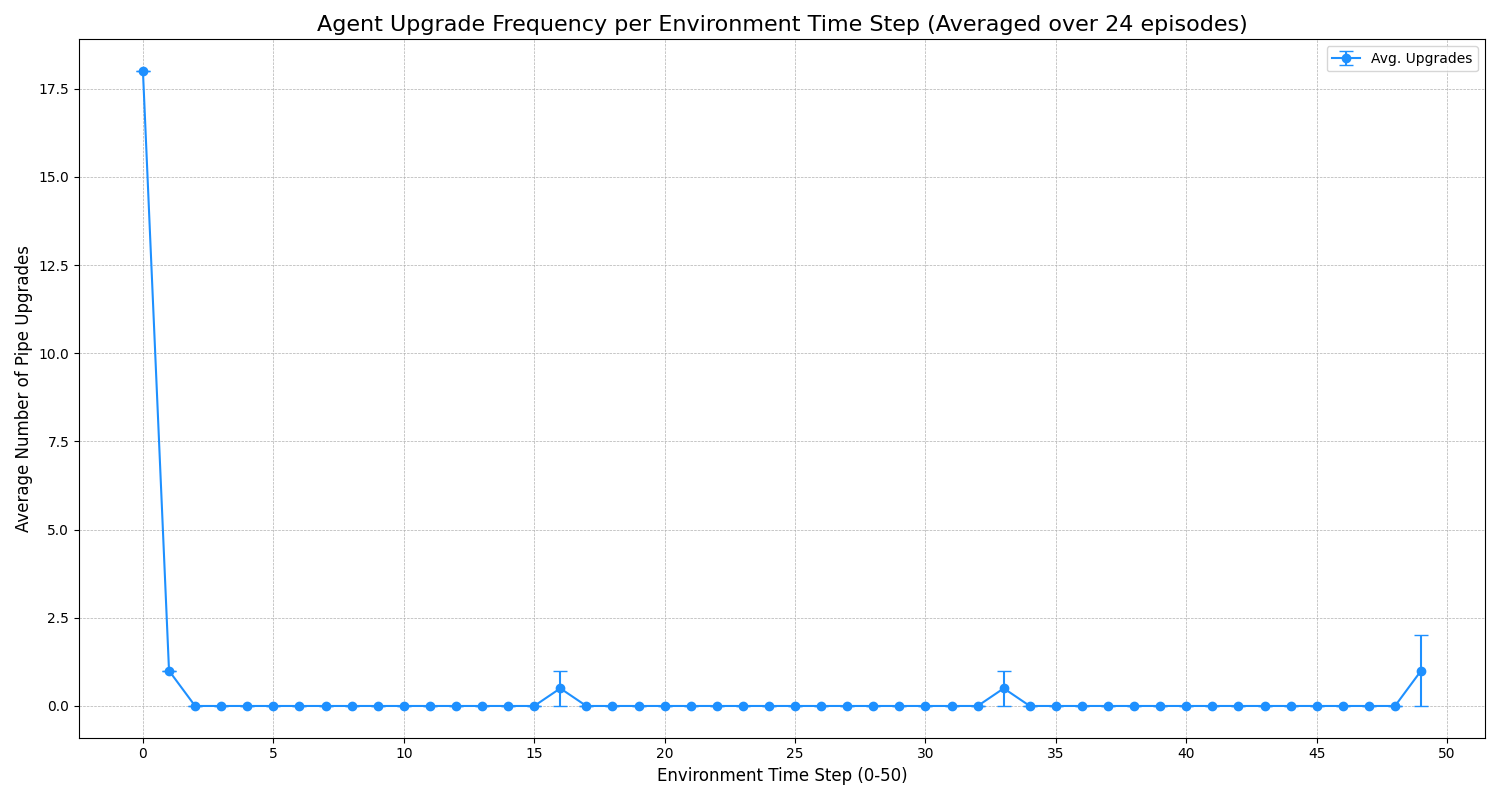 Agent Upgrade Frequency per Environment Time Step (Averaged over 24 episodes)
Avg. Upgrades
Average Number of Pipe Upgrades
17.5
15.0
12.5
10.0
7.5
5.0
2.5
0.0
0 5 10 15 20 25 30 35 40 45 50
Environment Time Step (0-50)